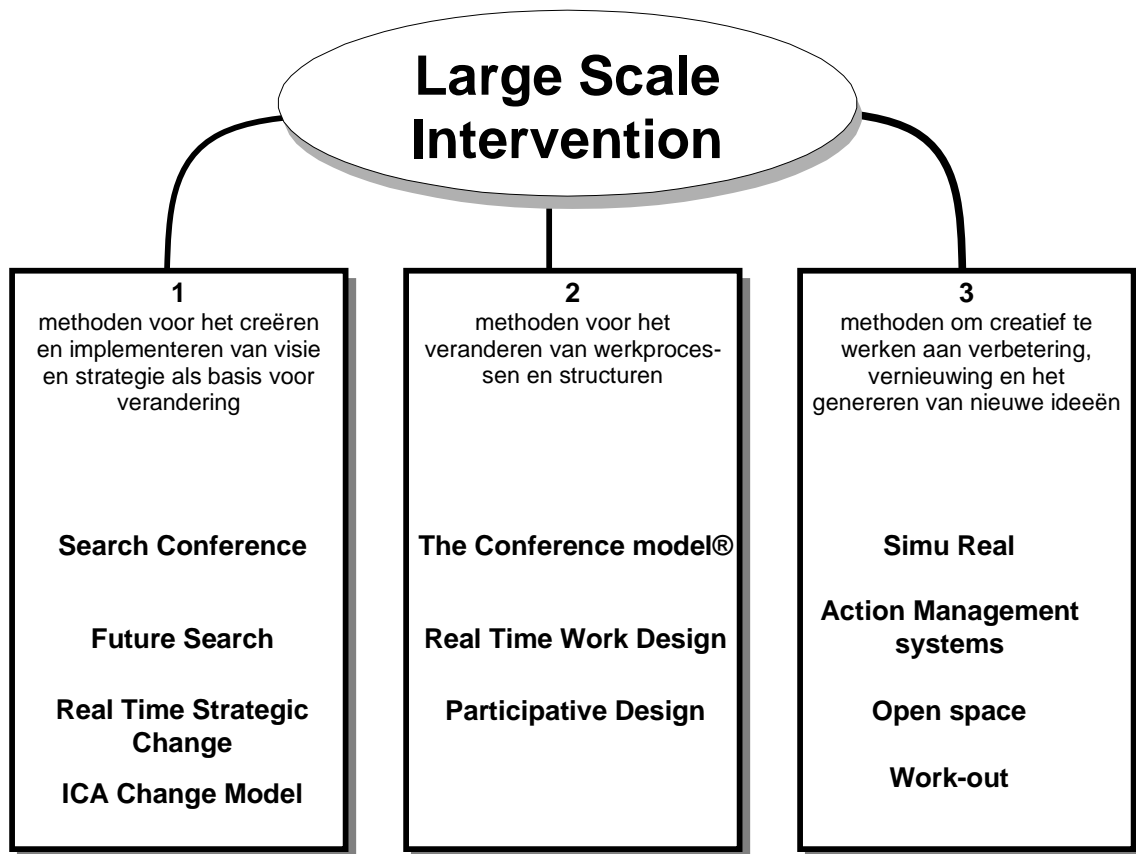 Large Scale
Intervention
1
methoden voor het creëren
en implementeren van visie
en strategie als basis voor
verandering
Search Conference
Future Search
Real Time Strategic
Change
ICA Change Model
2
methoden voor het
veranderen van werkproces-
sen en structuren
The Conference model®
Real Time Work Design
Participative Design
3
methoden om creatief te
werken aan verbetering,
vernieuwing en het
genereren van nieuwe ideeën
Simu Real
Action Management
systems
Open space
Work-out